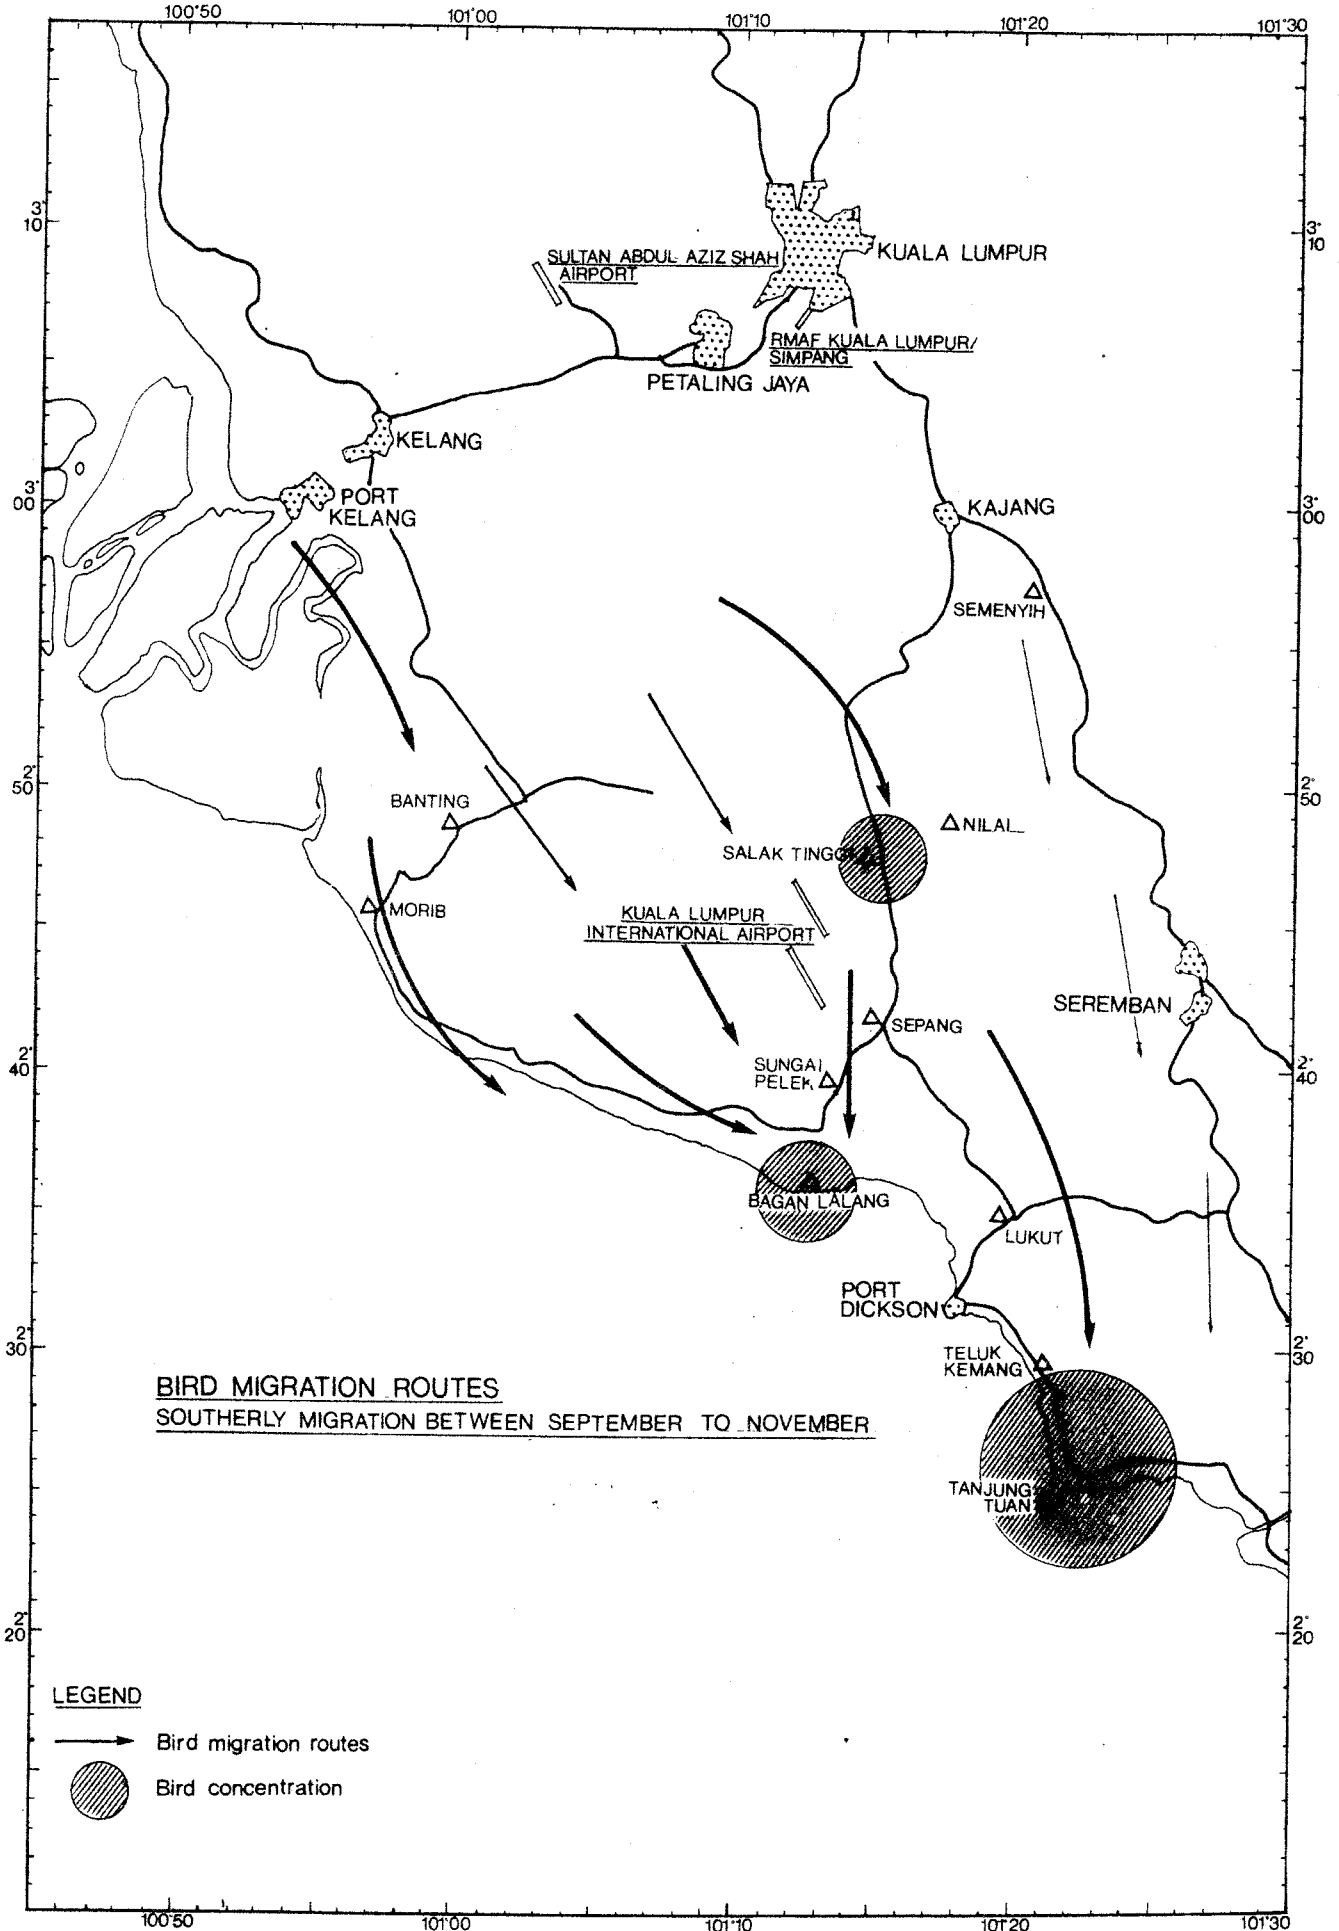 100°50
101°00
101°10
101°20
101°30
3°
10
3°
10
SULTAN ABDUL AZIZ SHAH
AIRPORT
KUALA LUMPUR
RMAF KUALA LUMPUR/
SIMPANG
PETALING JAYA
KELANG
3°
00
PORT
KELANG
KAJANG
3°
00
SEMENYIH
2°
50
2°
50
BANTING
NILAI
SALAK TINGGI
MORIB
KUALA LUMPUR
INTERNATIONAL AIRPORT
SEREMBAN
SEPANG
2°
40
2°
40
SUNGAI
PELEK
BAGAN LALANG
LUKUT
PORT
DICKSON
2°
30
2°
30
TELUK
KEMANG
BIRD MIGRATION ROUTES
SOUTHERLY MIGRATION BETWEEN SEPTEMBER TO NOVEMBER
TANJUNG
TUAN
2°
20
2°
20
LEGEND
Bird migration routes
Bird concentration
100°50
101°00
101°10
101°20
101°30